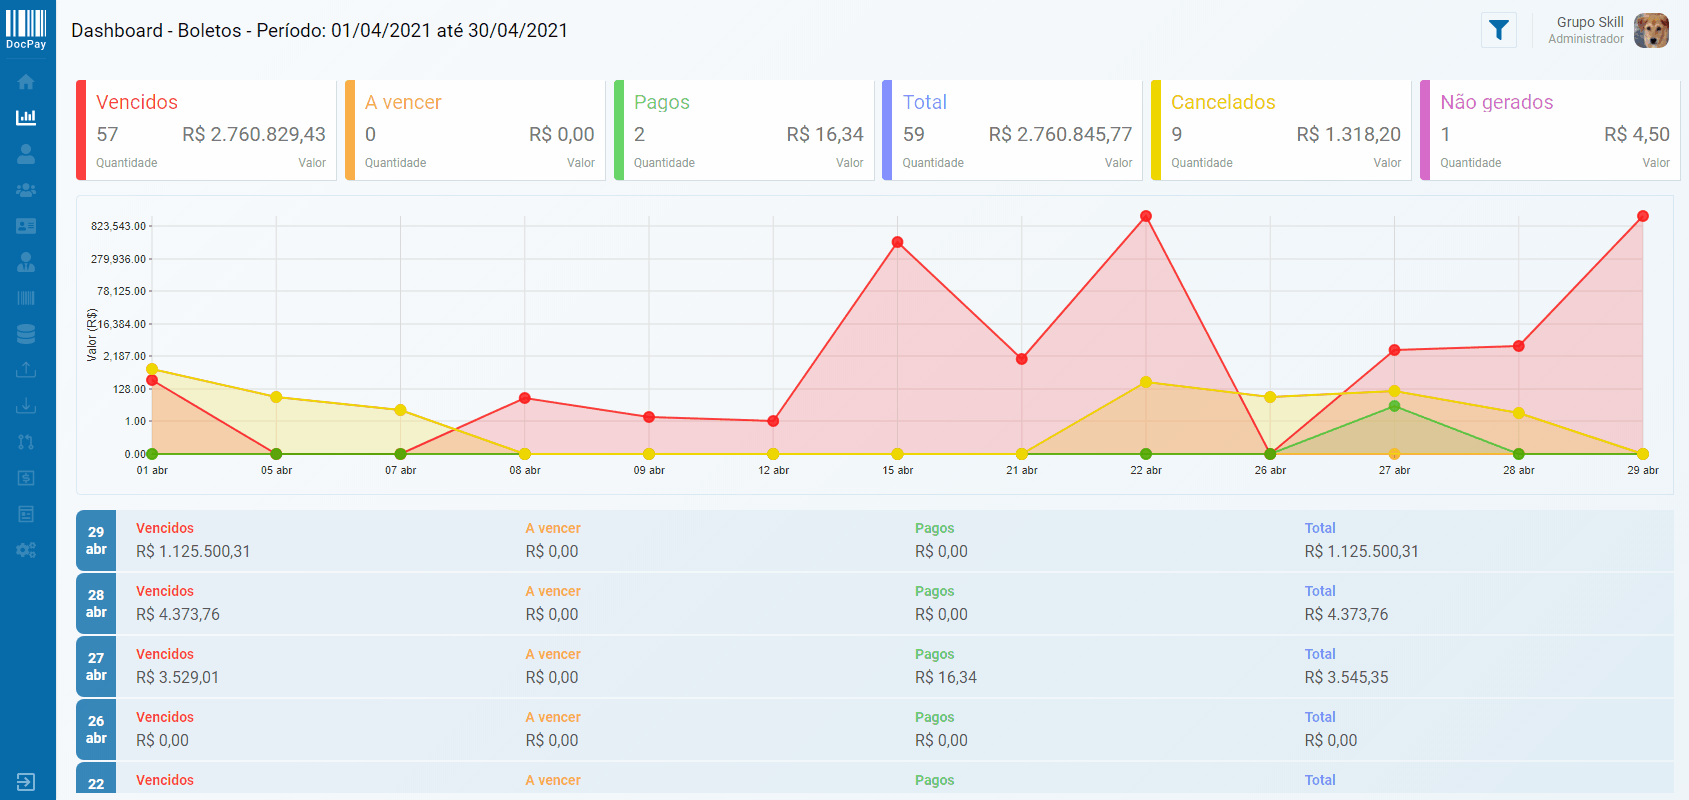 DocPay
Dashboard - Boletos - Período: 01/04/2021 até 30/04/2021
Grupo Skill
Administrador
Vencidos
57 R$ 2.760.829,43
Quantidade Valor
A vencer
0 R$ 0,00
Quantidade Valor
Pagos
2 R$ 16,34
Quantidade Valor
Total
59 R$ 2.760.845,77
Quantidade Valor
Cancelados
9 R$ 1.318,20
Quantidade Valor
Não gerados
1 R$ 4,50
Quantidade Valor
Valor (R$)
823,543.00
279,936.00
78,125.00
16,384.00
2,187.00
128.00
1.00
0.00
01 abr 05 abr 07 abr 08 abr 09 abr 12 abr 15 abr 21 abr 22 abr 26 abr 27 abr 28 abr 29 abr
29 abr
Vencidos A vencer Pagos Total
R$ 1.125.500,31 R$ 0,00 R$ 0,00 R$ 1.125.500,31
28 abr
Vencidos A vencer Pagos Total
R$ 4.373,76 R$ 0,00 R$ 0,00 R$ 4.373,76
27 abr
Vencidos A vencer Pagos Total
R$ 3.529,01 R$ 0,00 R$ 16,34 R$ 3.545,35
26 abr
Vencidos A vencer Pagos Total
R$ 0,00 R$ 0,00 R$ 0,00 R$ 0,00
22
Vencidos A vencer Pagos Total